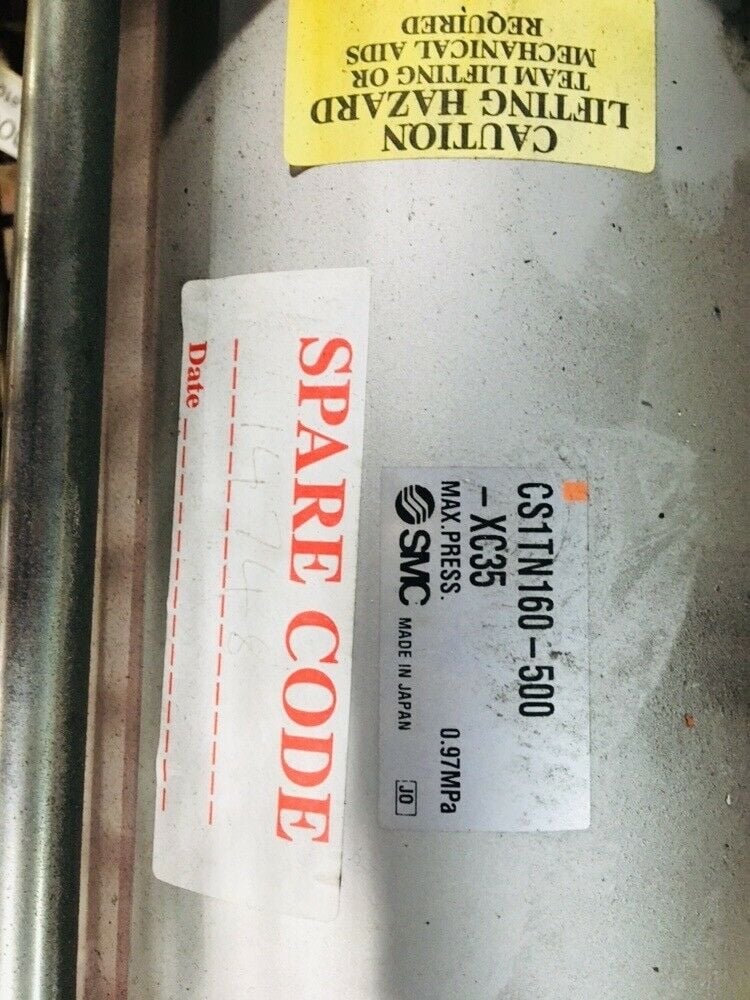 CAUTION
LIFTING HAZARD
TEAM LIFTING OR
MECHANICAL AIDS
REQUIRED
SPARE CODE
14748
Date
CS1TN160-500
-XC35
MAX.PRESS. 0.97MPa
SMC MADE IN JAPAN JO